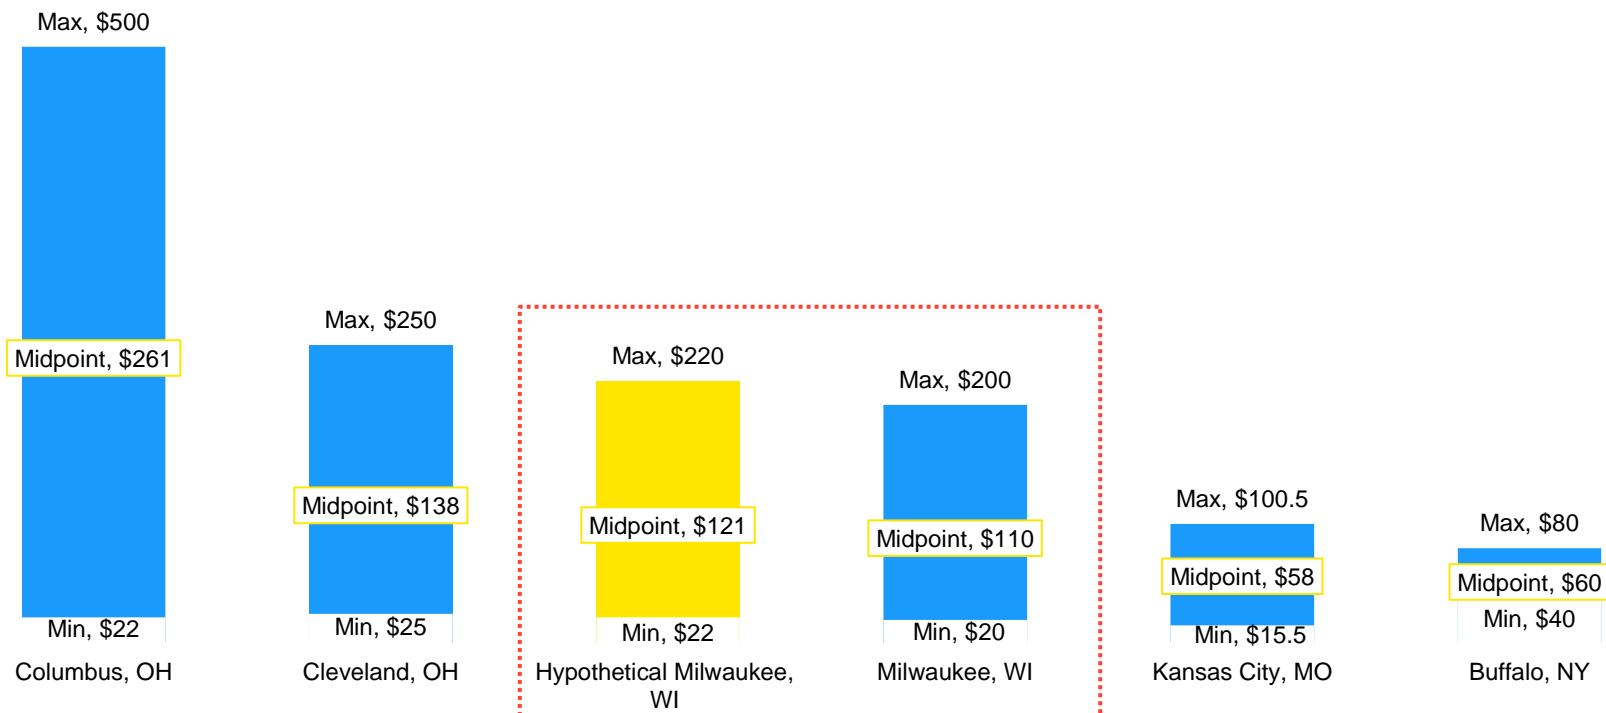 Max, $500
Midpoint, $261
Min, $22
Columbus, OH
Max, $250
Midpoint, $138
Min, $25
Cleveland, OH
Max, $220
Midpoint, $121
Min, $22
Hypothetical Milwaukee,
WI
Max, $200
Midpoint, $110
Min, $20
Milwaukee, WI
Max, $100.5
Midpoint, $58
Min, $15.5
Kansas City, MO
Max, $80
Midpoint, $60
Min, $40
Buffalo, NY